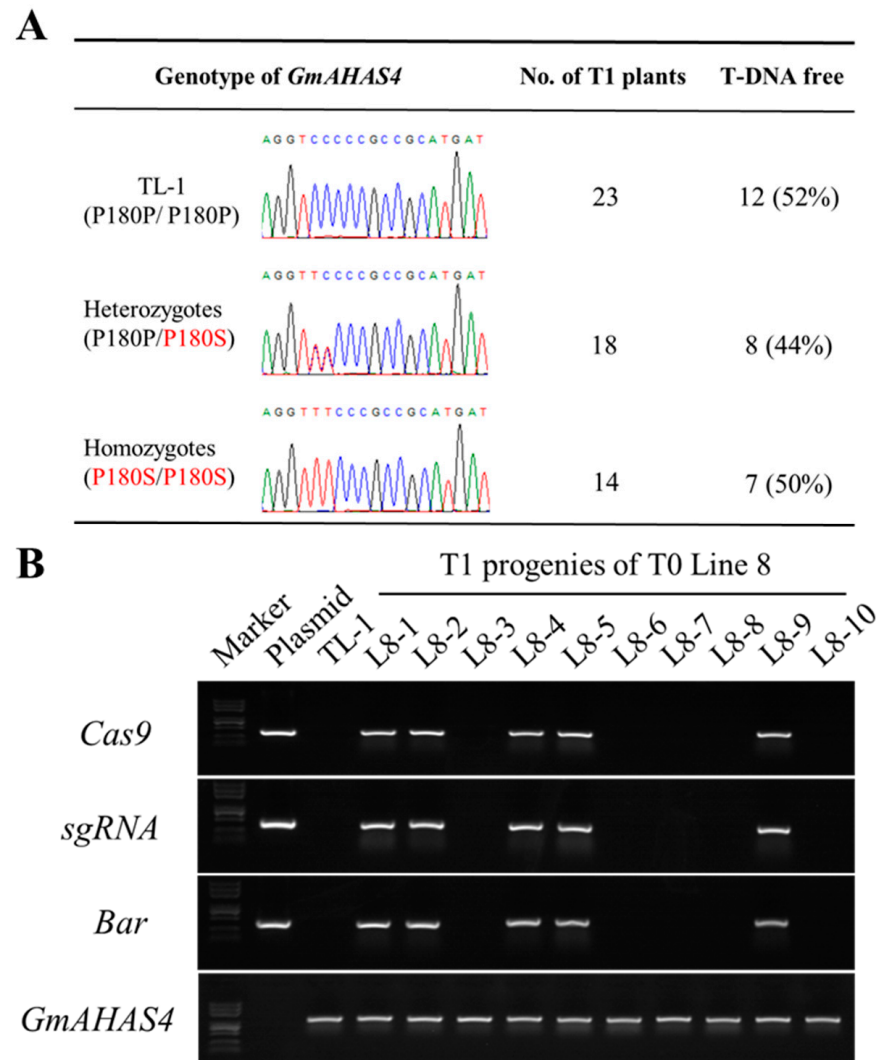 A
Genotype of GmAHAS4 No. of T1 plants T-DNA free
AGGTCCCCCGCCGCATGAT
TL-1
(P180P/ P180P)
23 12 (52%)
AGGTTCCCCGCCGCATGAT
Heterozygotes
(P180P/P180S)
18 8 (44%)
AGGTTTCCCGCCGCATGAT
Homozygotes
(P180S/P180S)
14 7 (50%)
B
T1 progenies of T0 Line 8
Marker Plasmid TL-1 L8-1 L8-2 L8-3 L8-4 L8-5 L8-6 L8-7 L8-8 L8-9 L8-10
Cas9
sgRNA
Bar
GmAHAS4